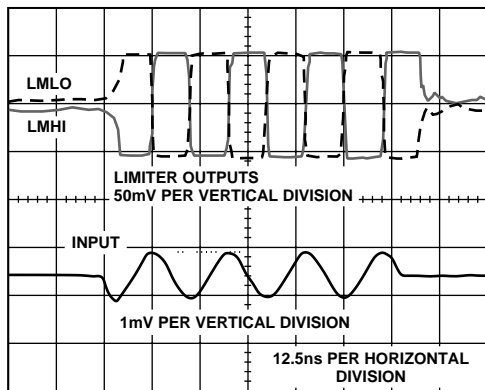 LMLO
LMHI
LIMITER OUTPUTS
50mV PER VERTICAL DIVISION
INPUT
1mV PER VERTICAL DIVISION
12.5ns PER HORIZONTAL
DIVISION